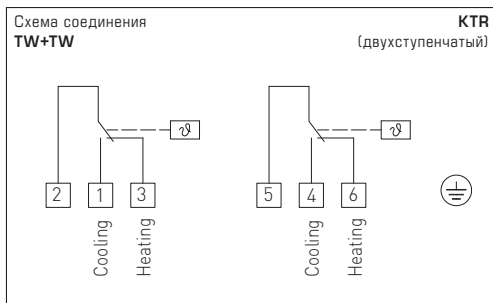 Схема соединения KTR
TW+TW (двухступенчатый)
ϑ ϑ
2 1 3 5 4 6
Cooling Heating Cooling Heating